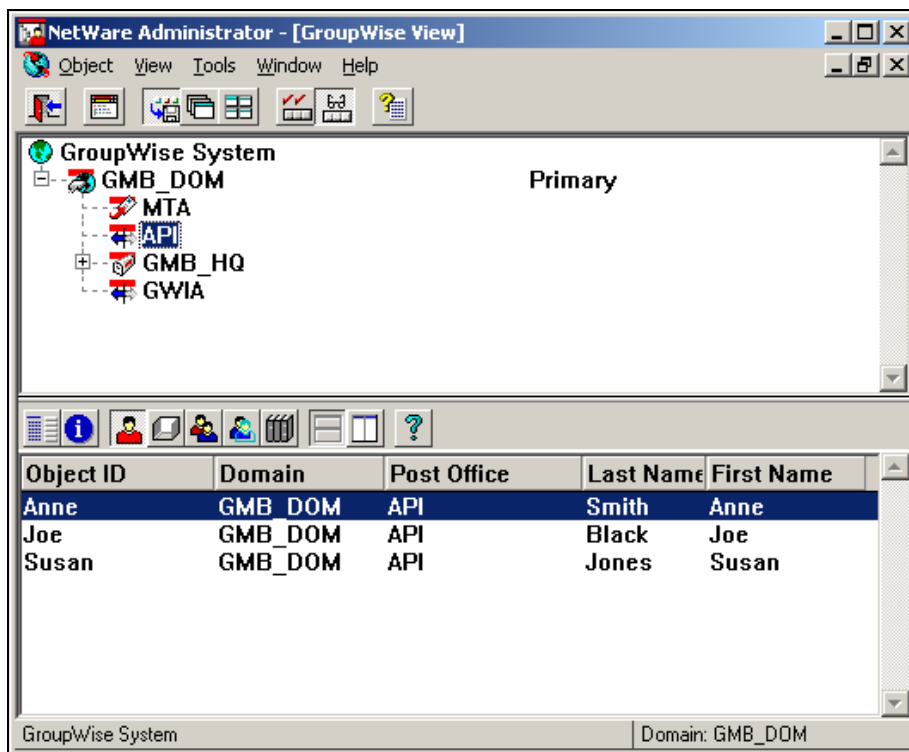 NetWare Administrator - [GroupWise View]
Object View Tools Window Help
GroupWise System
GMB_DOM Primary
MTA
API
GMB_HQ
GWIA
Object ID Domain Post Office Last Name First Name
Anne GMB_DOM API Smith Anne
Joe GMB_DOM API Black Joe
Susan GMB_DOM API Jones Susan
GroupWise System Domain: GMB_DOM